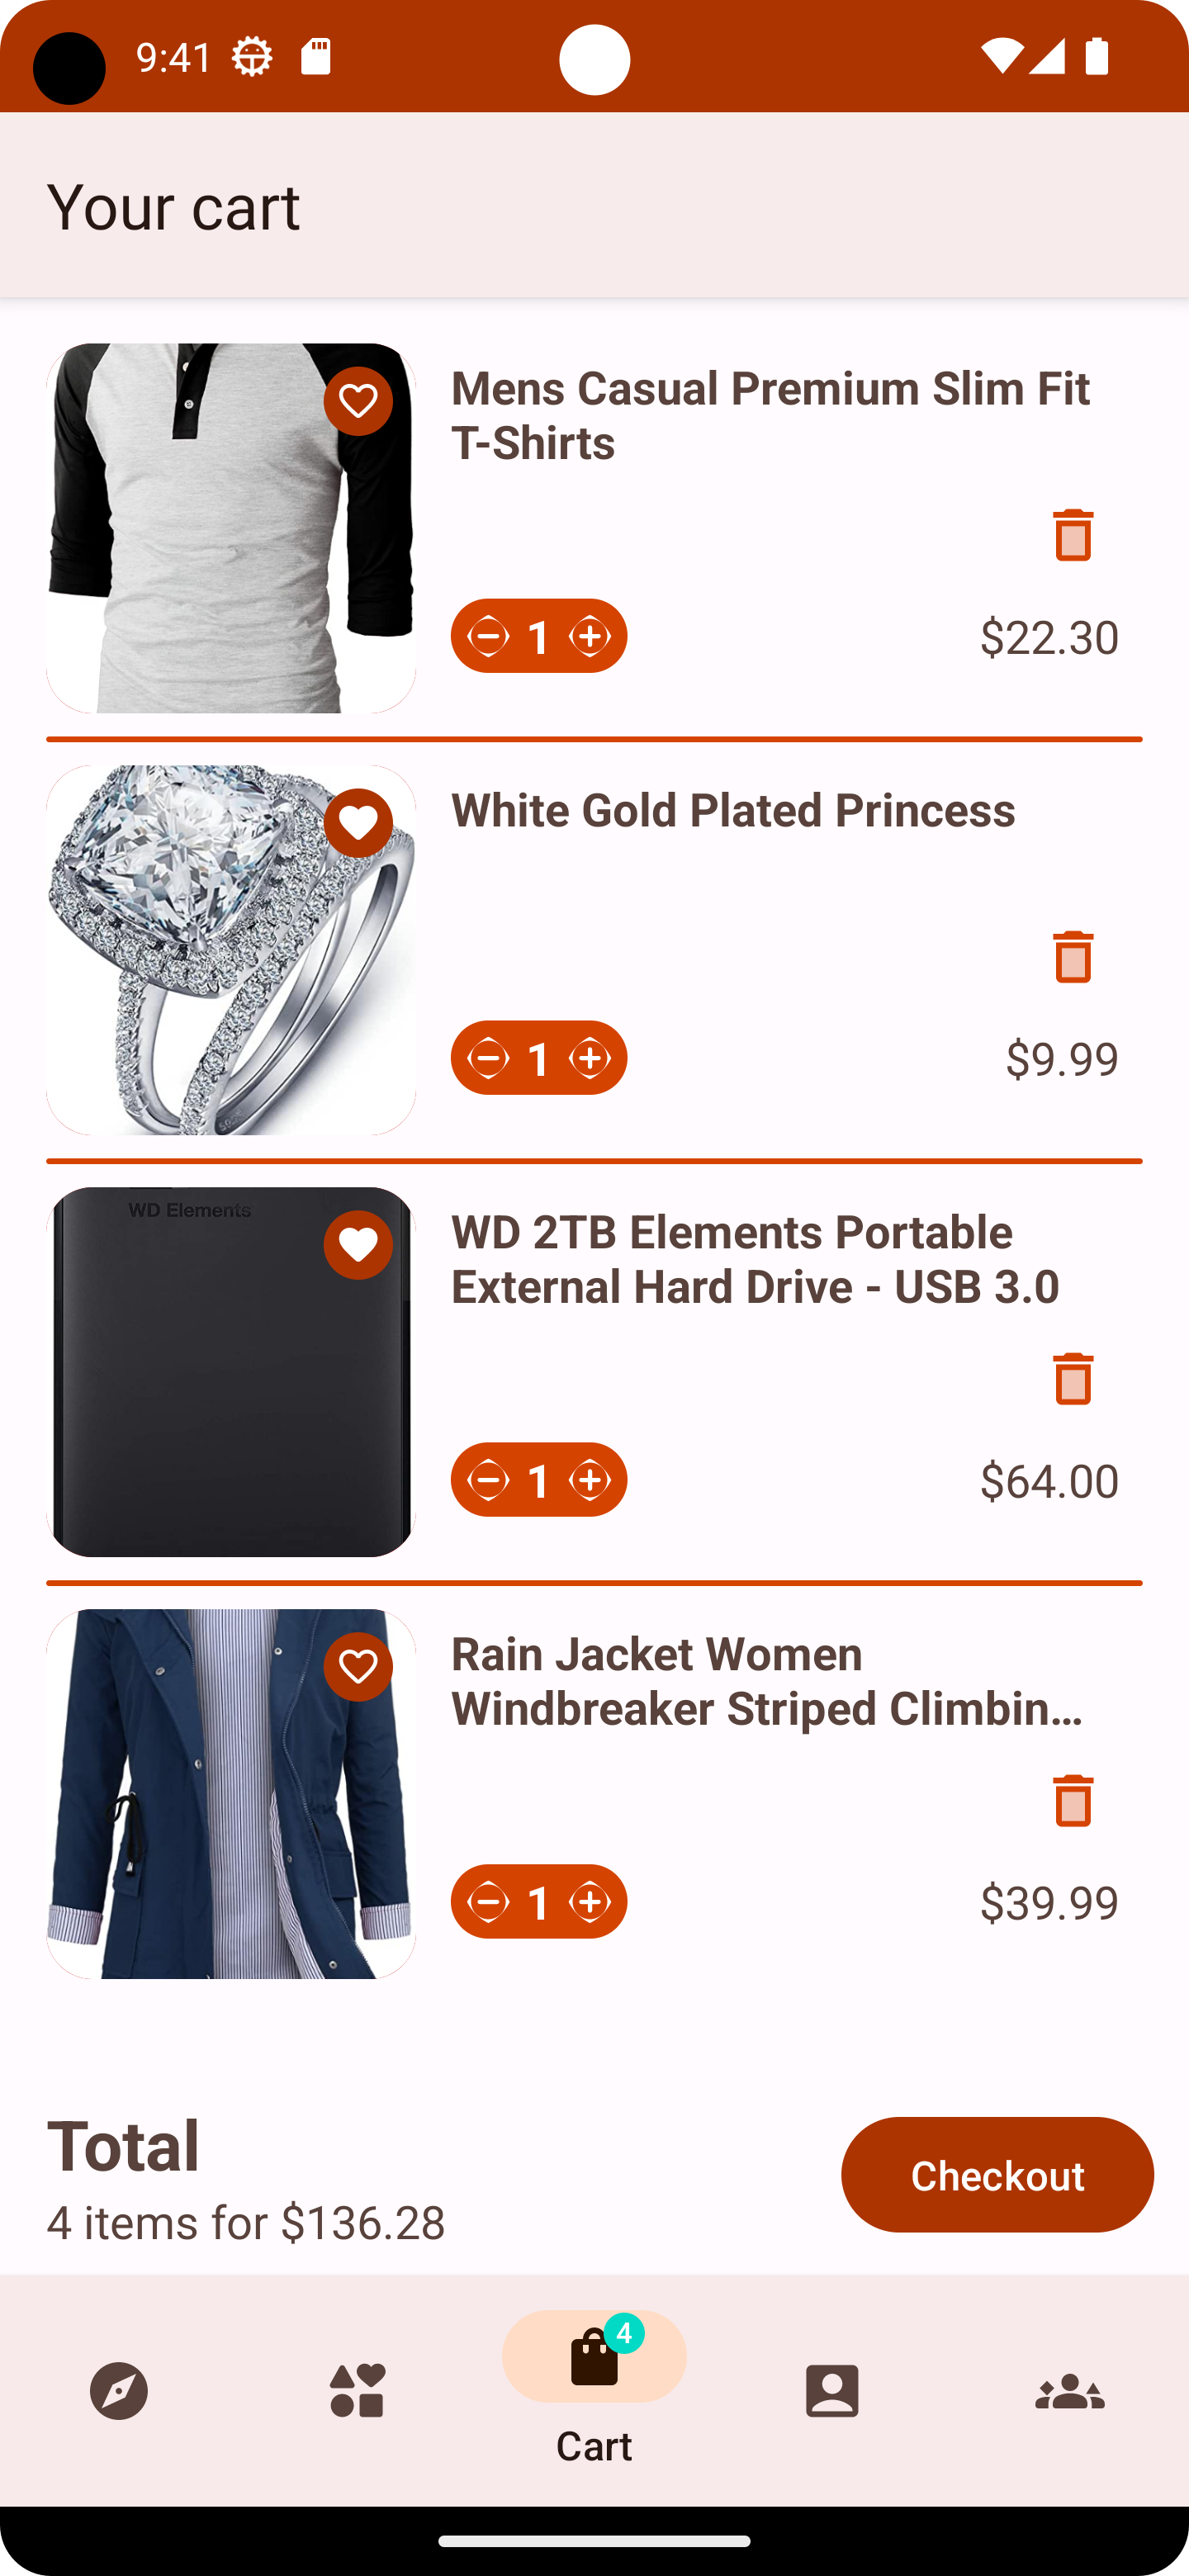 9:41
Your cart
Mens Casual Premium Slim Fit
T-Shirts
1
$22.30
White Gold Plated Princess
1
$9.99
WD Elements
WD 2TB Elements Portable
External Hard Drive - USB 3.0
1
$64.00
Rain Jacket Women
Windbreaker Striped Climbin...
1
$39.99
Total
4 items for $136.28
Checkout
4
Cart